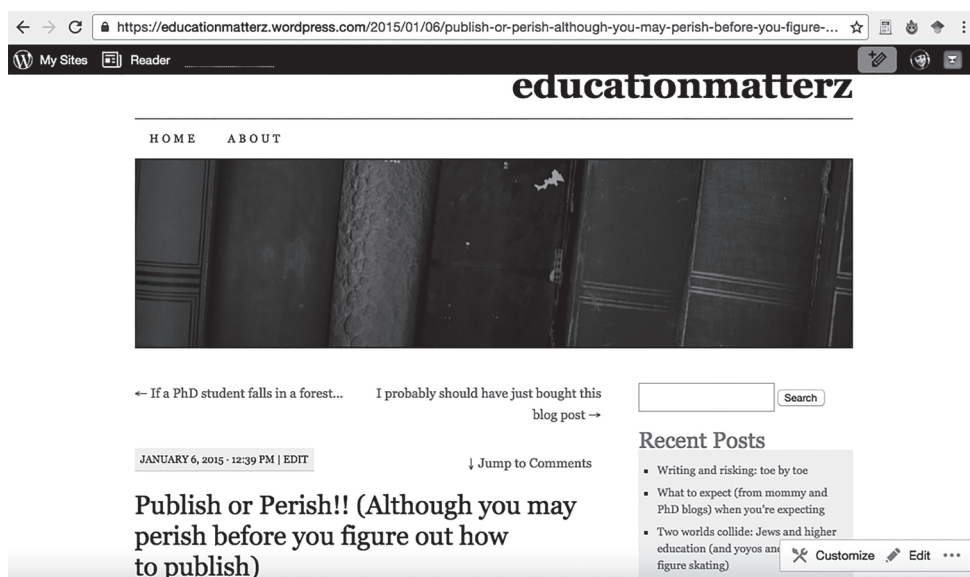 https://educationmatterz.wordpress.com/2015/01/06/publish-or-perish-although-you-may-perish-before-you-figure-...
My Sites Reader
educationmatterz
HOME ABOUT
← If a PhD student falls in a forest...
I probably should have just bought this
blog post →
JANUARY 6, 2015 · 12:39 PM | EDIT
↓ Jump to Comments
Publish or Perish!! (Although you may
perish before you figure out how
to publish)
Search
Recent Posts
Writing and risking: toe by toe
What to expect (from mommy and
PhD blogs) when you're expecting
Two worlds collide: Jews and higher
education (and yoyos and
figure skating)
Customize Edit